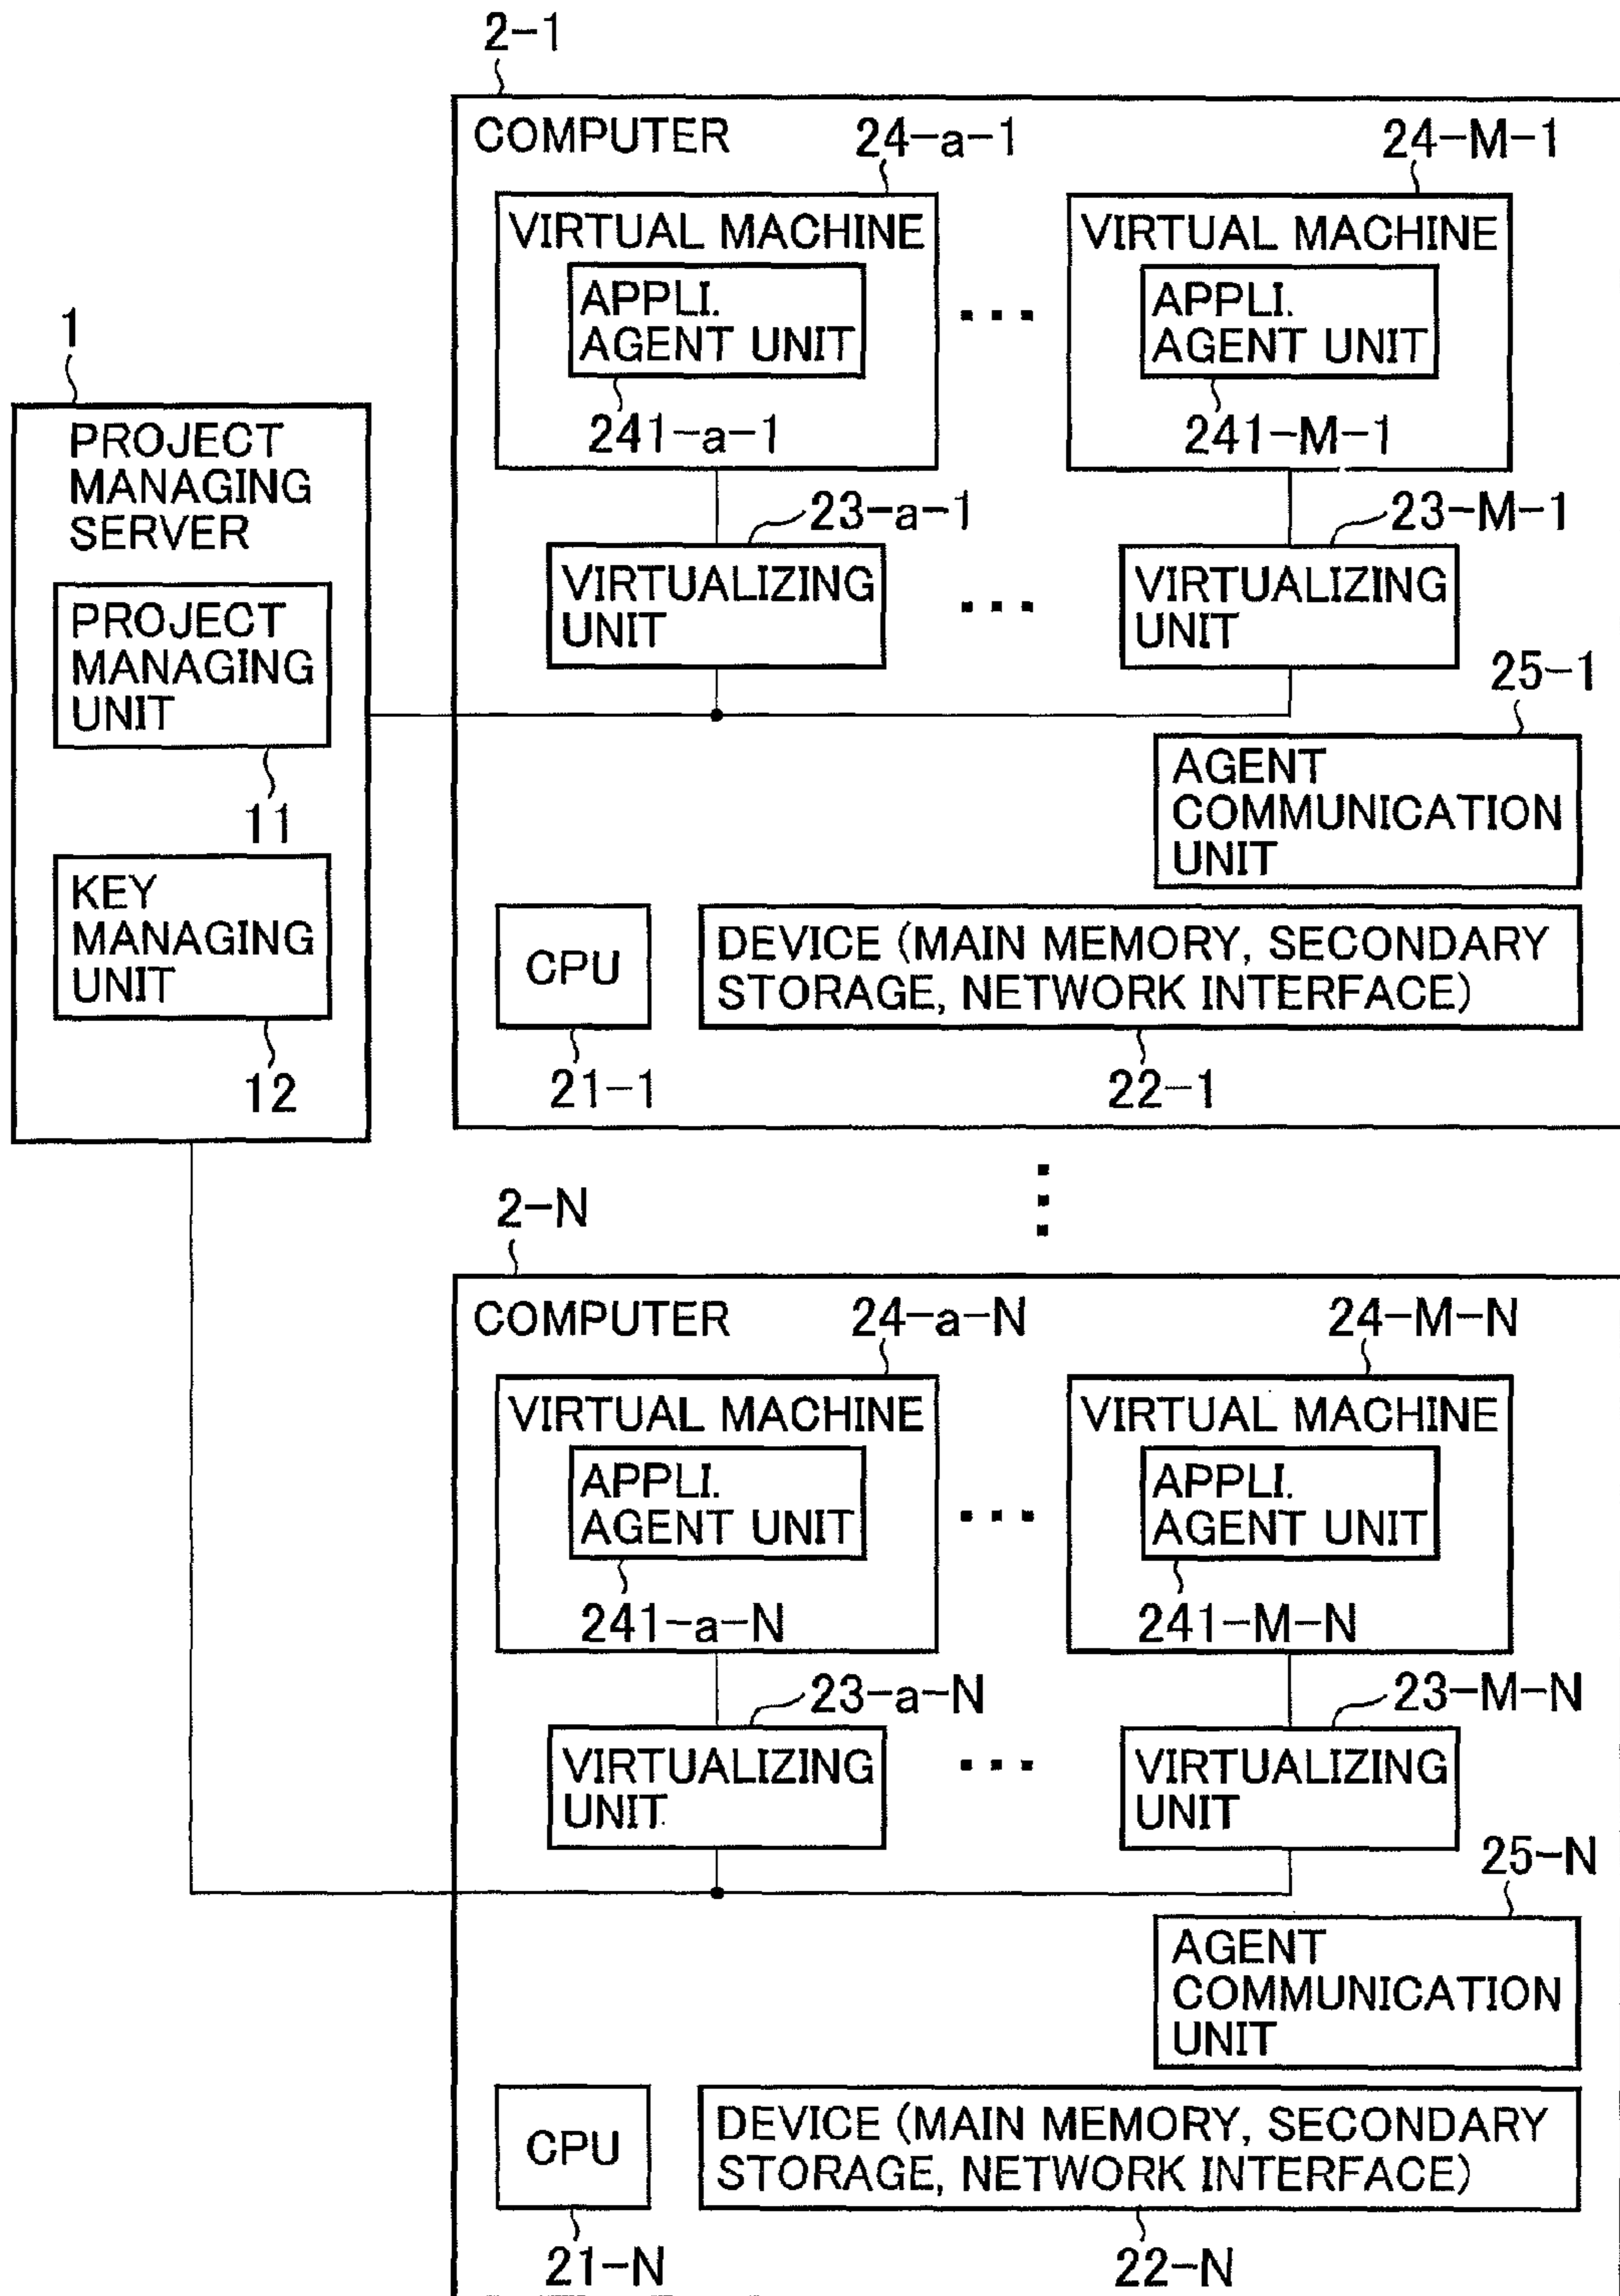 2-1
COMPUTER
24-a-1
24-M-1
VIRTUAL MACHINE
APPLI.
AGENT UNIT
241-a-1
VIRTUAL MACHINE
APPLI.
AGENT UNIT
241-M-1
23-a-1
VIRTUALIZING
UNIT
23-M-1
VIRTUALIZING
UNIT
25-1
AGENT
COMMUNICATION
UNIT
CPU
21-1
DEVICE (MAIN MEMORY, SECONDARY
STORAGE, NETWORK INTERFACE)
22-1
1
PROJECT
MANAGING
SERVER
PROJECT
MANAGING
UNIT
11
KEY
MANAGING
UNIT
12
2-N
COMPUTER
24-a-N
24-M-N
VIRTUAL MACHINE
APPLI.
AGENT UNIT
241-a-N
VIRTUAL MACHINE
APPLI.
AGENT UNIT
241-M-N
23-a-N
VIRTUALIZING
UNIT
23-M-N
VIRTUALIZING
UNIT
25-N
AGENT
COMMUNICATION
UNIT
CPU
21-N
DEVICE (MAIN MEMORY, SECONDARY
STORAGE, NETWORK INTERFACE)
22-N